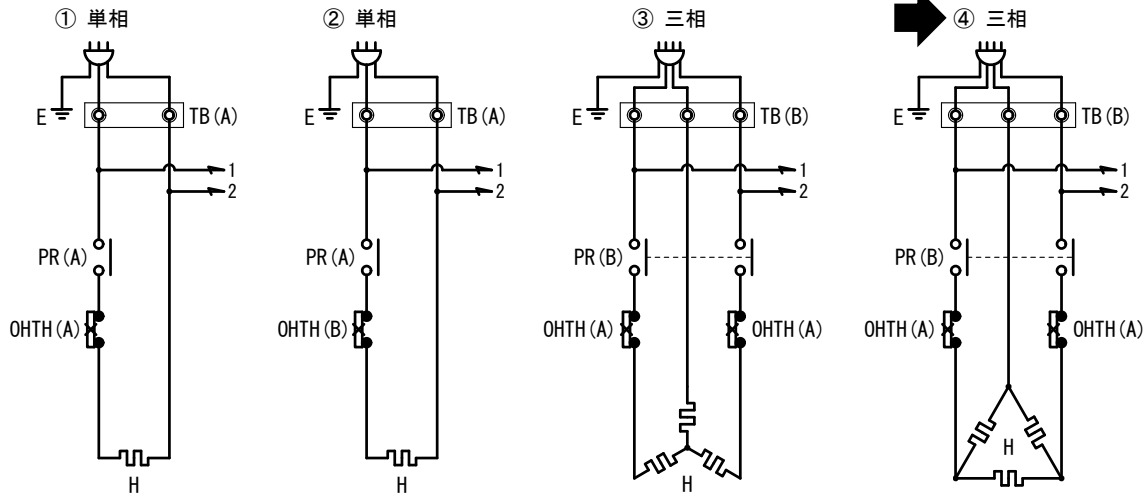 ① 単相
② 単相
③ 三相
④ 三相
E
TB(A)
E
TB(A)
E
TB(B)
E
TB(B)
1
1
1
1
2
2
2
2
PR(A)
PR(A)
PR(B)
PR(B)
OHTH(A)
OHTH(B)
OHTH(A)
OHTH(A)
OHTH(A)
OHTH(A)
H
H
H
H